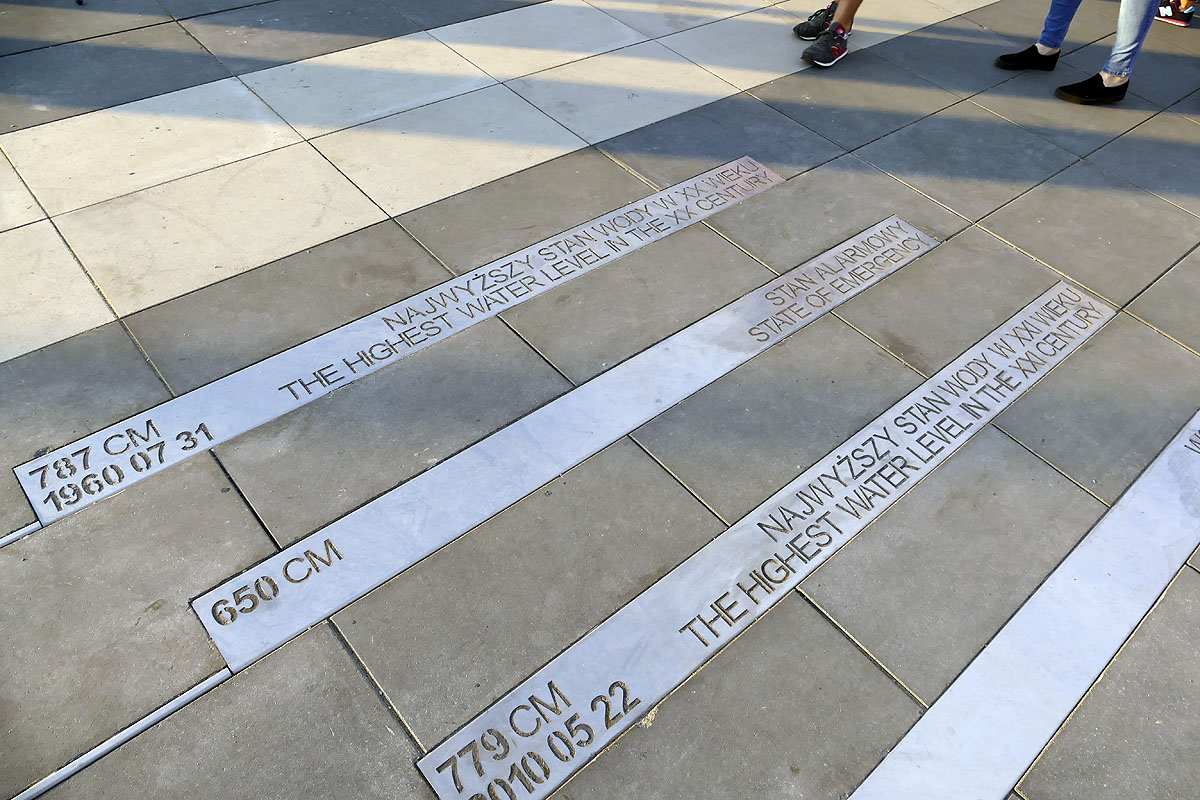 787 CM
1960 07 31
NAJWYŻSZY STAN WODY W XX WIEKU
THE HIGHEST WATER LEVEL IN THE XX CENTURY
650 CM
STAN ALARMOWY
STATE OF EMERGENCY
779 CM
2010 05 22
NAJWYŻSZY STAN WODY W XXI WIEKU
THE HIGHEST WATER LEVEL IN THE XXI CENTURY